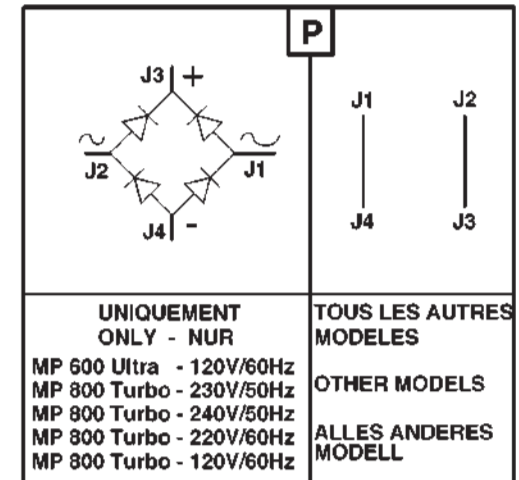 P
J3 +
J2
J1
J4 -
J1 J2
J4 J3
UNIQUEMENT
ONLY - NUR
MP 600 Ultra - 120V/60Hz
MP 800 Turbo - 230V/50Hz
MP 800 Turbo - 240V/50Hz
MP 800 Turbo - 220V/60Hz
MP 800 Turbo - 120V/60Hz
TOUS LES AUTRES
MODELES
OTHER MODELS
ALLES ANDERES
MODELL